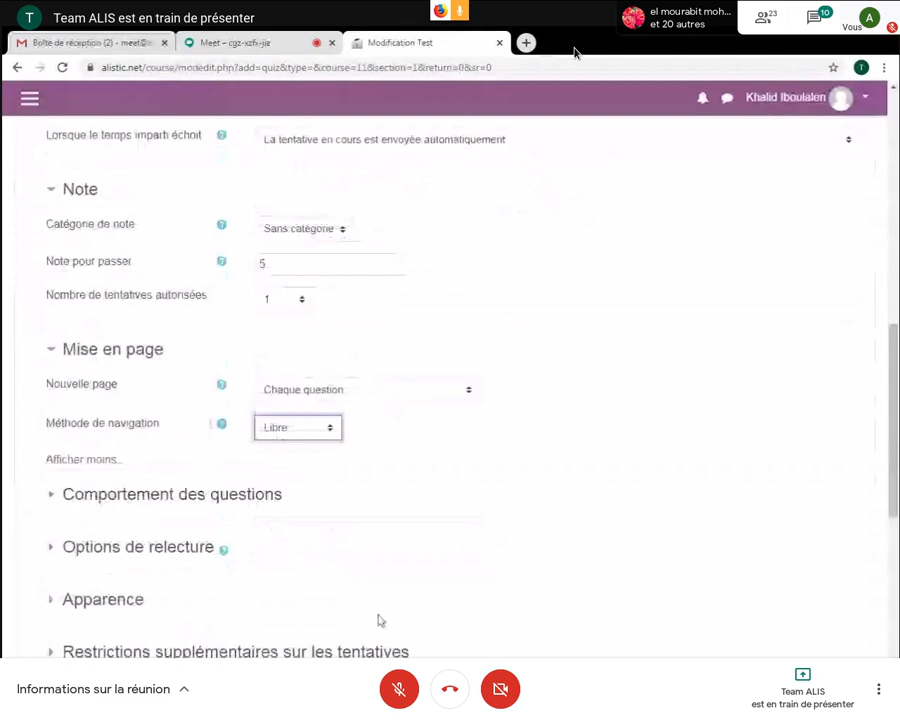 T Team ALIS est en train de présenter
el mourabit moh...
et 20 autres
23
10
Vous
A
Boîte de réception (2) - meet@
Meet – cgz-xzfx-jie
Modification Test
alistic.net/course/modedit.php?add=quiz&type=&course=11&section=1&return=0&sr=0
T
Khalid Iboulalen
Lorsque le temps imparti échoit
La tentative en cours est envoyée automatiquement
Note
Catégorie de note
Sans catégorie
Note pour passer
5
Nombre de tentatives autorisées
1
Mise en page
Nouvelle page
Chaque question
Méthode de navigation
Libre
Afficher moins...
Comportement des questions
Options de relecture
Apparence
Restrictions supplémentaires sur les tentatives
Informations sur la réunion
Team ALIS
est en train de présenter